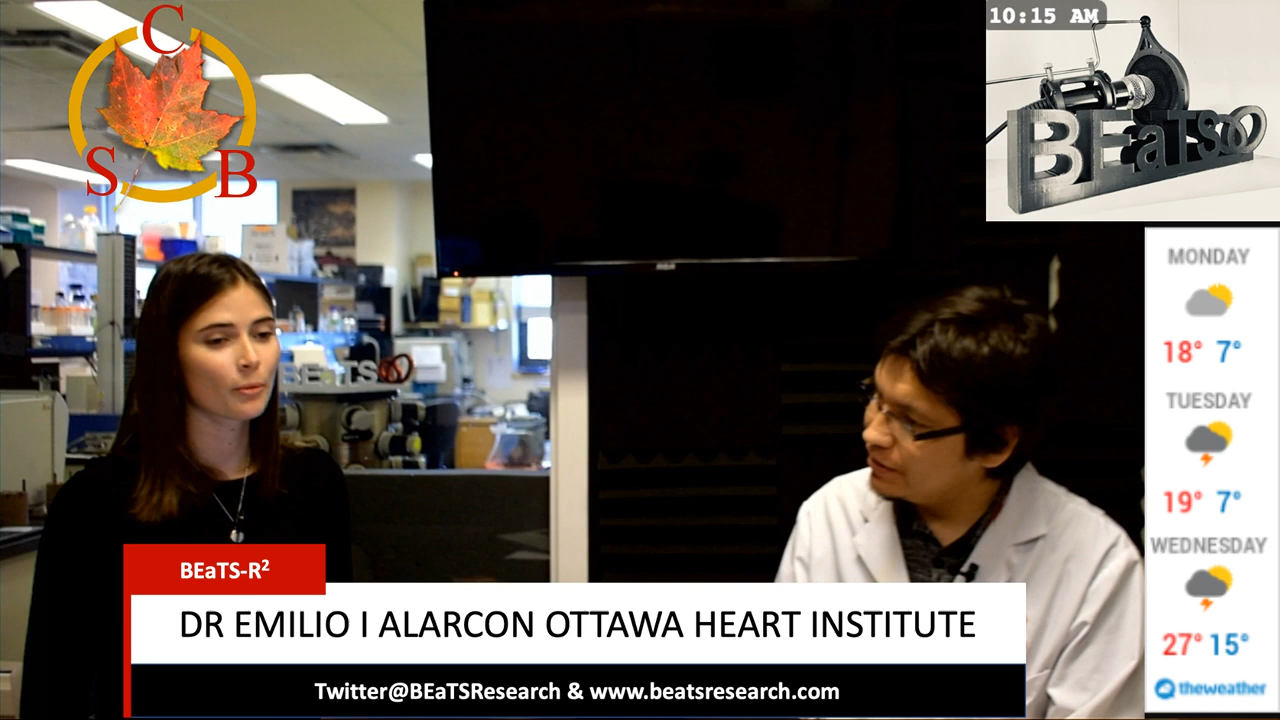 C
S B
10:15 AM
BEaTS
BEATS
MONDAY
18° 7°
TUESDAY
19° 7°
WEDNESDAY
27° 15°
theweather
BEaTS-R²
DR EMILIO I ALARCON OTTAWA HEART INSTITUTE
Twitter@BEaTSResearch & www.beatsresearch.com